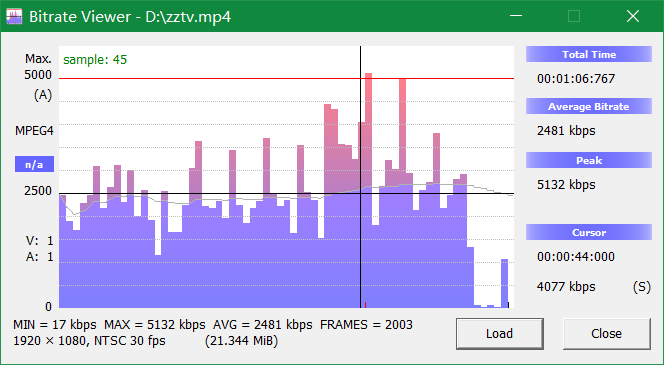 Bitrate Viewer - D:\zztv.mp4
Max.
5000
(A)
MPEG4
n/a
2500
V: 1
A: 1
0
sample: 45
Total Time
00:01:06:767
Average Bitrate
2481 kbps
Peak
5132 kbps
Cursor
00:00:44:000
4077 kbps (S)
MIN = 17 kbps MAX = 5132 kbps AVG = 2481 kbps FRAMES = 2003
1920 × 1080, NTSC 30 fps (21.344 MiB)
Load
Close